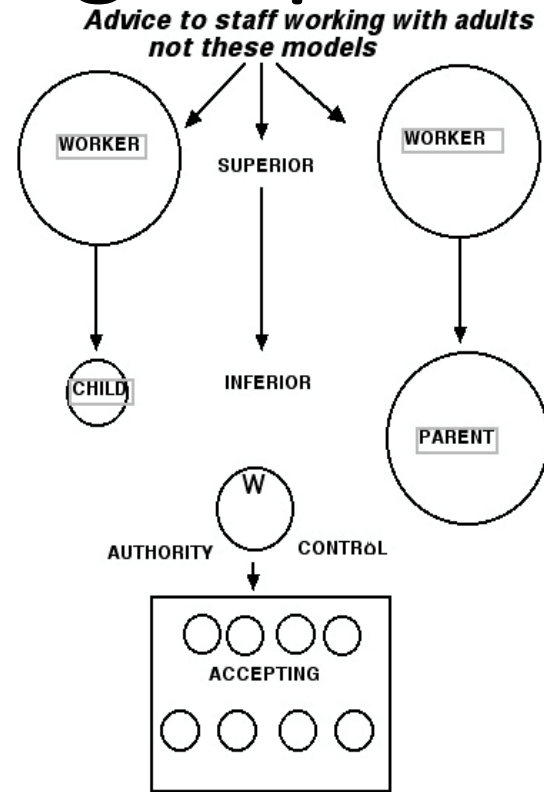 Advice to staff working with adults
not these models
WORKER
SUPERIOR
WORKER
CHILD
INFERIOR
PARENT
W
AUTHORITY
CONTROL
ACCEPTING